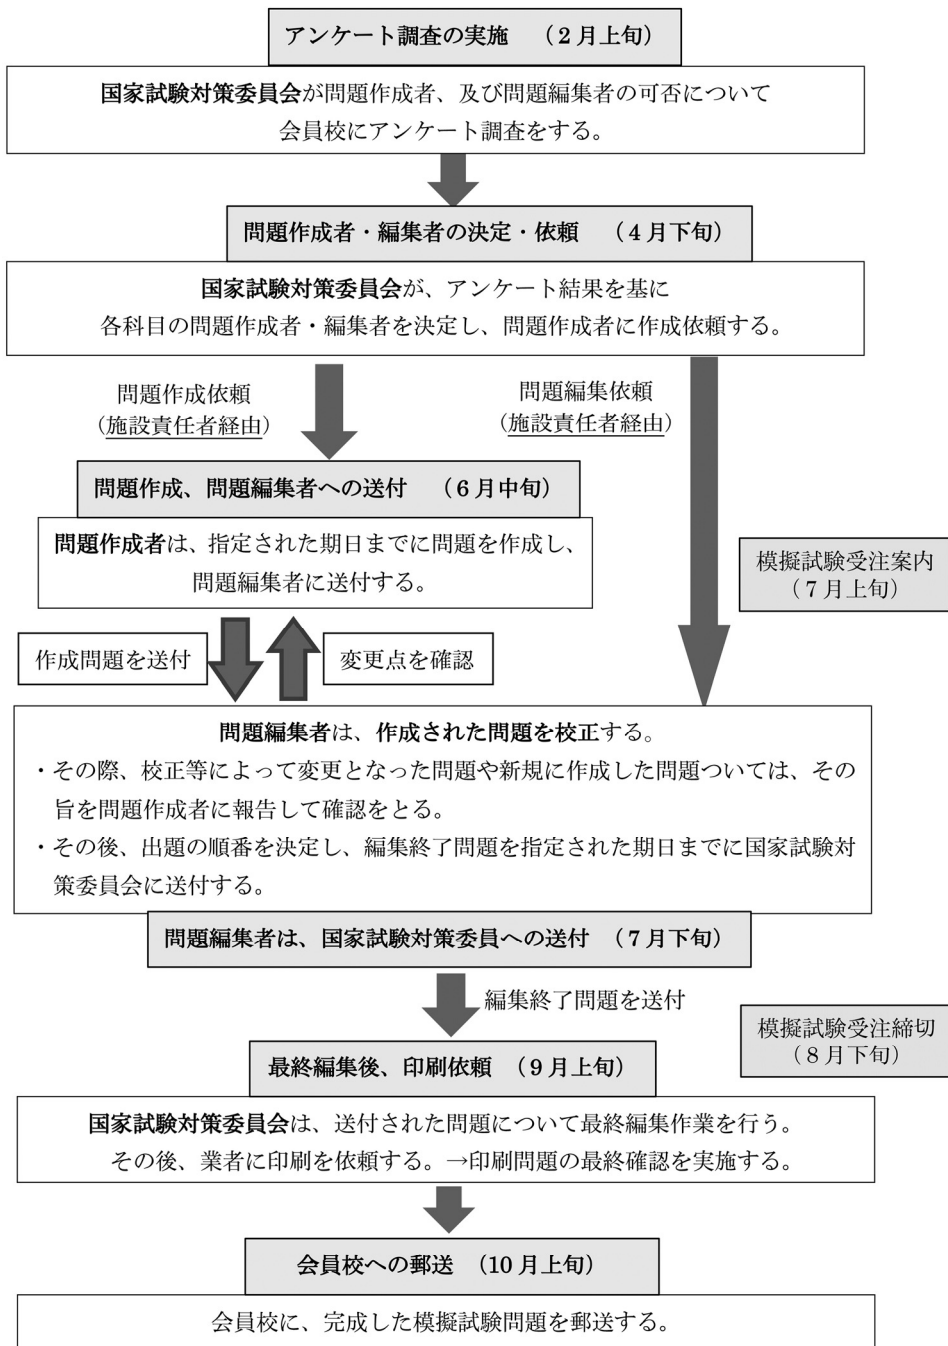 アンケート調査の実施　（2月上旬）
国家試験対策委員会が問題作成者、及び問題編集者の可否について
会員校にアンケート調査をする。
問題作成者・編集者の決定・依頼　（4月下旬）
国家試験対策委員会が、アンケート結果を基に
各科目の問題作成者・編集者を決定し、問題作成者に作成依頼する。
問題作成依頼
（施設責任者経由）
問題編集依頼
（施設責任者経由）
問題作成、問題編集者への送付　（6月中旬）
問題作成者は、指定された期日までに問題を作成し、
問題編集者に送付する。
模擬試験受注案内
（7月上旬）
作成問題を送付
変更点を確認
問題編集者は、作成された問題を校正する。
・その際、校正等によって変更となった問題や新規に作成した問題ついては、その
旨を問題作成者に報告して確認をとる。
・その後、出題の順番を決定し、編集終了問題を指定された期日までに国家試験対
策委員会に送付する。
問題編集者は、国家試験対策委員への送付　（7月下旬）
編集終了問題を送付
模擬試験受注締切
（8月下旬）
最終編集後、印刷依頼　（9月上旬）
国家試験対策委員会は、送付された問題について最終編集作業を行う。
その後、業者に印刷を依頼する。→印刷問題の最終確認を実施する。
会員校への郵送　（10月上旬）
会員校に、完成した模擬試験問題を郵送する。